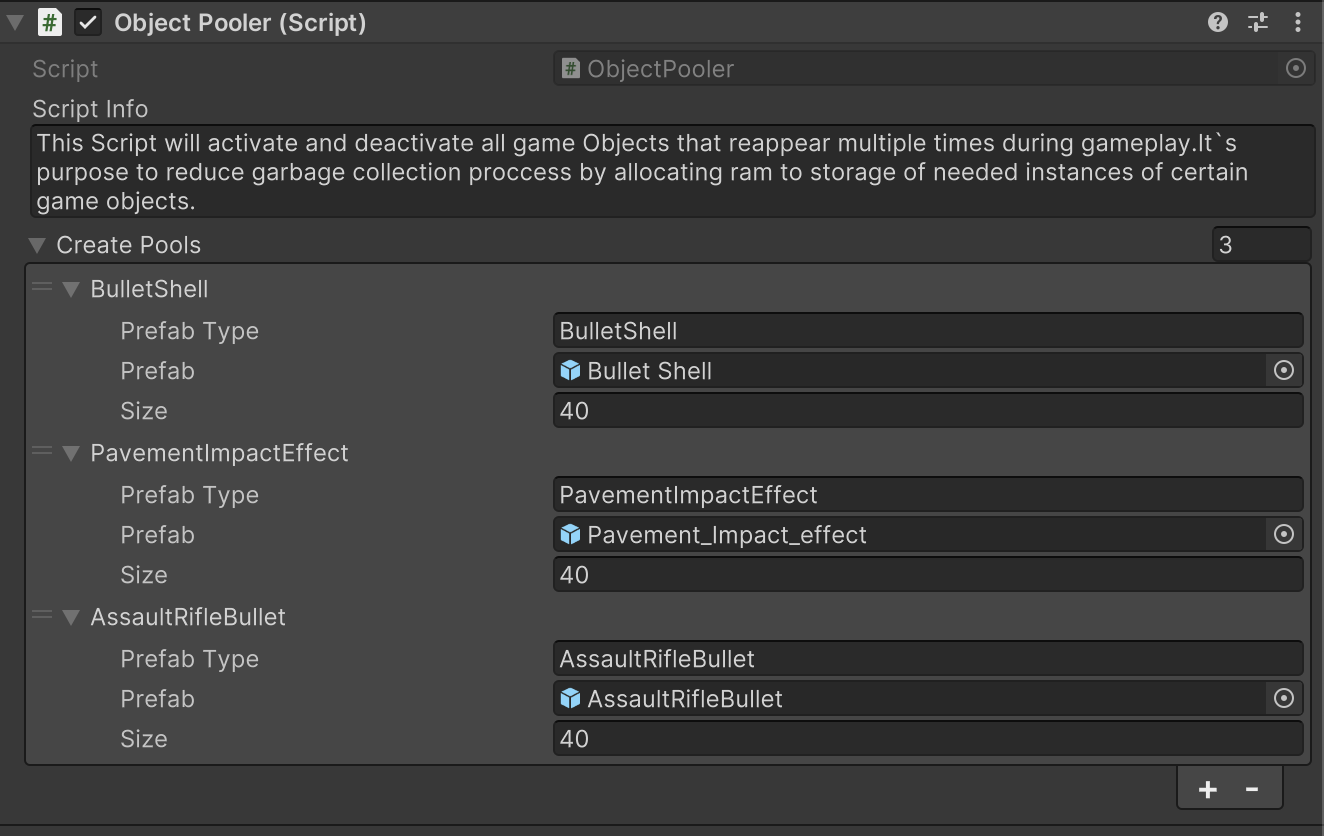 Object Pooler (Script)
Script
ObjectPooler
Script Info
This Script will activate and deactivate all game Objects that reappear multiple times during gameplay.It`s
purpose to reduce garbage collection proccess by allocating ram to storage of needed instances of certain
game objects.
Create Pools
3
BulletShell
Prefab Type
BulletShell
Prefab
Bullet Shell
Size
40
PavementImpactEffect
Prefab Type
PavementImpactEffect
Prefab
Pavement_Impact_effect
Size
40
AssaultRifleBullet
Prefab Type
AssaultRifleBullet
Prefab
AssaultRifleBullet
Size
40
+ -